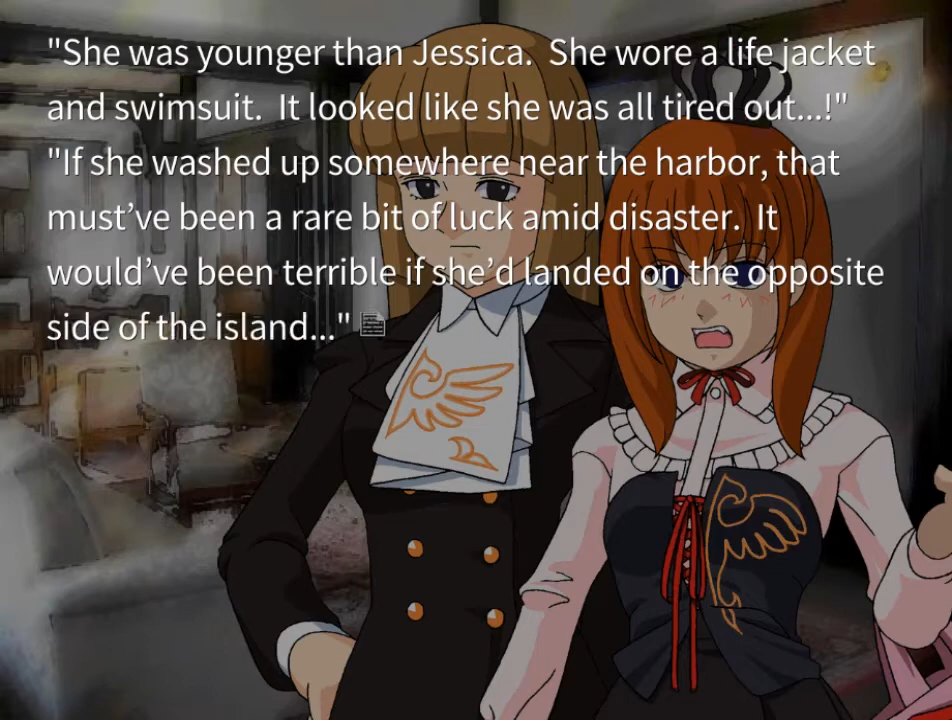 "She was younger than Jessica.  She wore a life jacket
and swimsuit.  It looked like she was all tired out...!"
"If she washed up somewhere near the harbor, that
must’ve been a rare bit of luck amid disaster.  It
would’ve been terrible if she’d landed on the opposite
side of the island..."